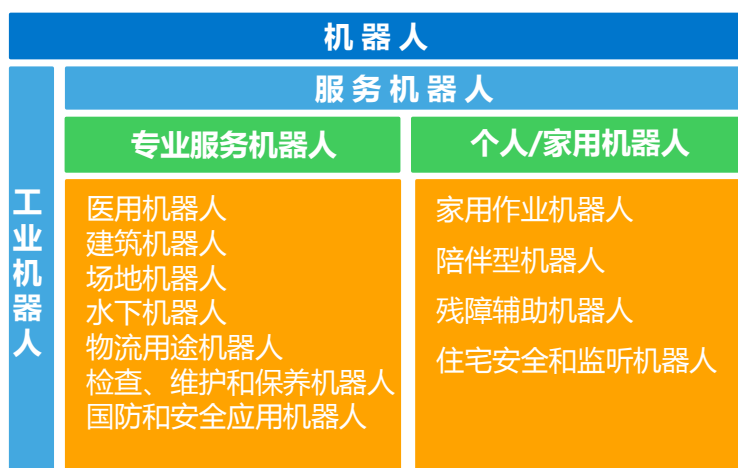 机器人
服务机器人
工业机器人
专业服务机器人
个人/家用机器人
医用机器人
建筑机器人
场地机器人
水下机器人
物流用途机器人
检查、维护和保养机器人
国防和安全应用机器人
家用作业机器人
陪伴型机器人
残障辅助机器人
住宅安全和监听机器人